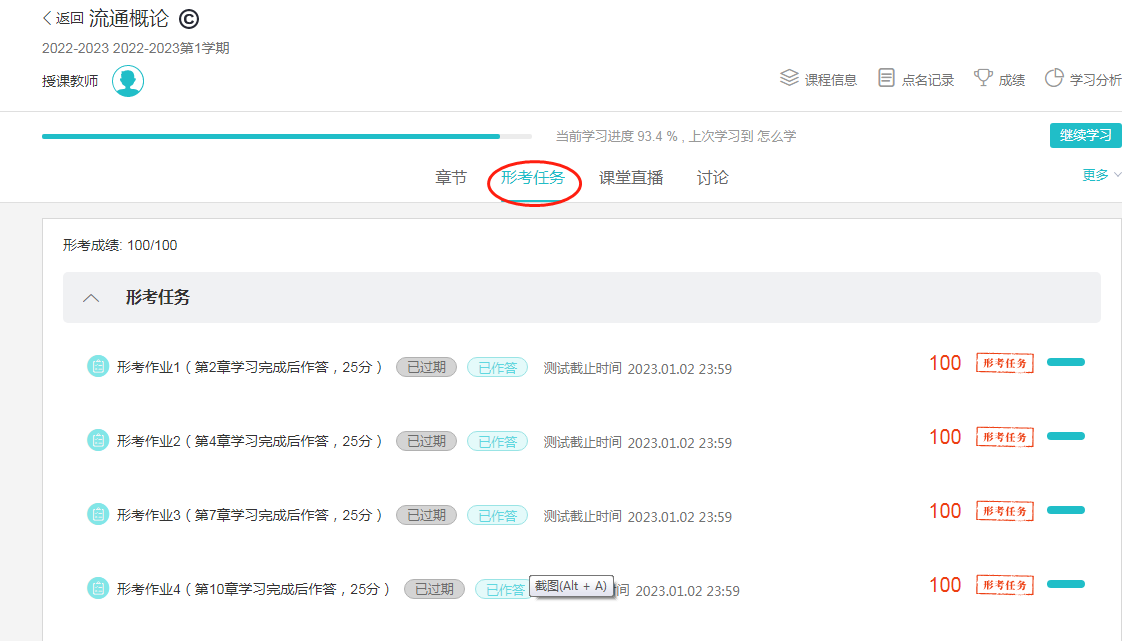 返回 流通概论 ©
2022-2023 2022-2023第1学期
授课教师
课程信息 点名记录 成绩 学习分析
当前学习进度 93.4 % , 上次学习到 怎么学 继续学习
章节 形考任务 课堂直播 讨论 更多
形考成绩: 100/100
形考任务
形考作业1（第2章学习完成后作答，25分） 已过期 已作答 测试截止时间 2023.01.02 23:59 100 形考任务
形考作业2（第4章学习完成后作答，25分） 已过期 已作答 测试截止时间 2023.01.02 23:59 100 形考任务
形考作业3（第7章学习完成后作答，25分） 已过期 已作答 测试截止时间 2023.01.02 23:59 100 形考任务
形考作业4（第10章学习完成后作答，25分） 已过期 已作答 截图(Alt + A) 间 2023.01.02 23:59 100 形考任务